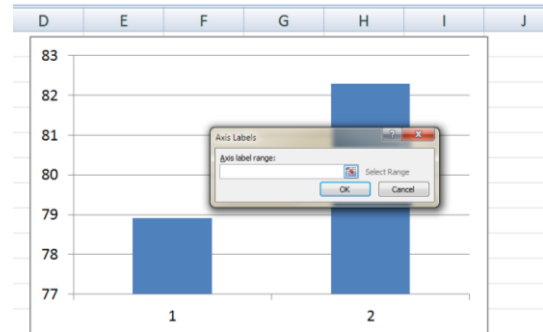 D E F G H I J
83
82
81
Axis Labels
Axis label range:
Select Range
80
OK Cancel
79
78
77
1 2